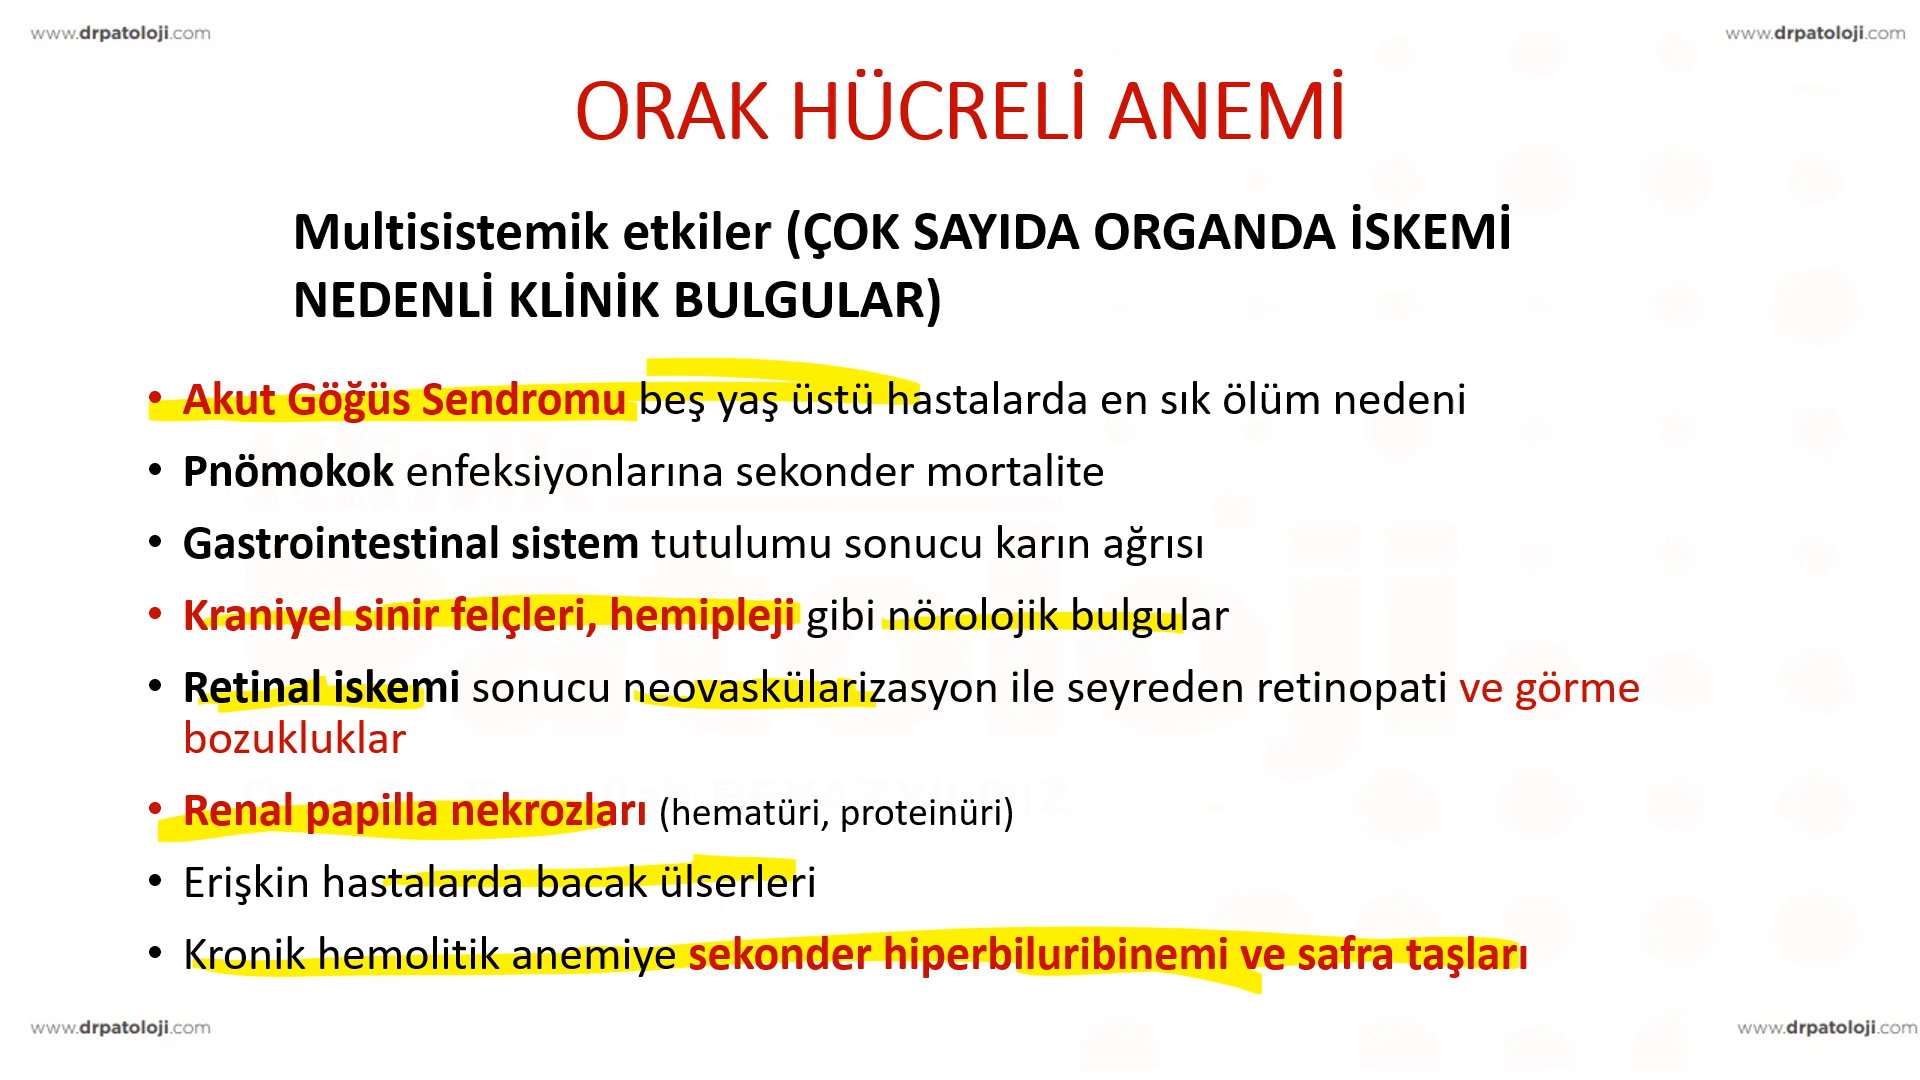 www.drpatoloji.com
www.drpatoloji.com
ORAK HÜCRELİ ANEMİ
Multisistemik etkiler (ÇOK SAYIDA ORGANDA İSKEMİ
NEDENLİ KLİNİK BULGULAR)
• Akut Göğüs Sendromu beş yaş üstü hastalarda en sık ölüm nedeni
• Pnömokok enfeksiyonlarına sekonder mortalite
• Gastrointestinal sistem tutulumu sonucu karın ağrısı
• Kraniyel sinir felçleri, hemipleji gibi nörolojik bulgular
• Retinal iskemi sonucu neovaskülarizasyon ile seyreden retinopati ve görme
bozukluklar
• Renal papilla nekrozları (hematüri, proteinüri)
• Erişkin hastalarda bacak ülserleri
• Kronik hemolitik anemiye sekonder hiperbiluribinemi ve safra taşları
www.drpatoloji.com
www.drpatoloji.com